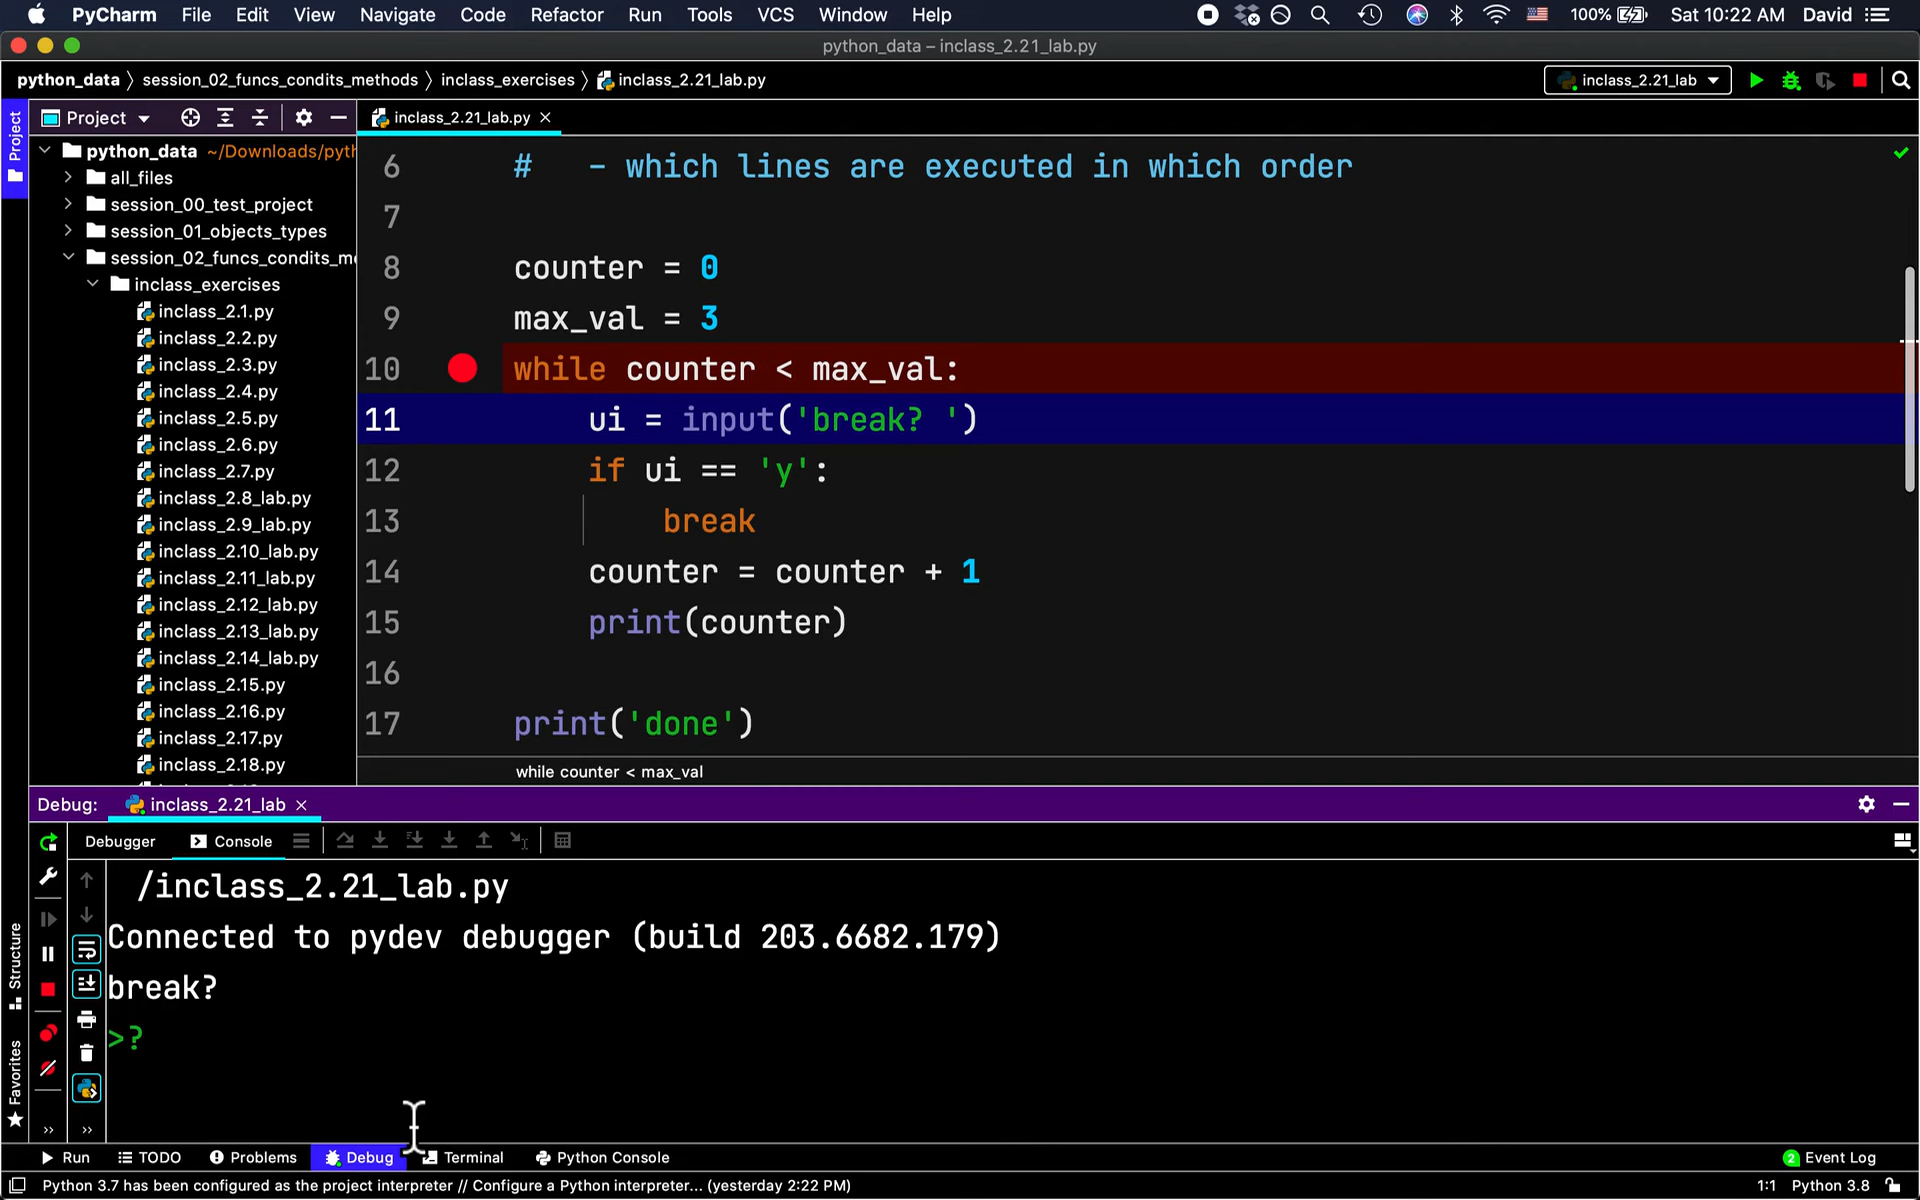 PyCharm File Edit View Navigate Code Refactor Run Tools VCS Window Help 100% Sat 10:22 AM David
python_data – inclass_2.21_lab.py
python_data session_02_funcs_condits_methods inclass_exercises inclass_2.21_lab.py inclass_2.21_lab
Project
Project
inclass_2.21_lab.py
python_data ~/Downloads/pyth
all_files
session_00_test_project
session_01_objects_types
session_02_funcs_condits_me
inclass_exercises
inclass_2.1.py
inclass_2.2.py
inclass_2.3.py
inclass_2.4.py
inclass_2.5.py
inclass_2.6.py
inclass_2.7.py
inclass_2.8_lab.py
inclass_2.9_lab.py
inclass_2.10_lab.py
inclass_2.11_lab.py
inclass_2.12_lab.py
inclass_2.13_lab.py
inclass_2.14_lab.py
inclass_2.15.py
inclass_2.16.py
inclass_2.17.py
inclass_2.18.py
6 #   - which lines are executed in which order
7
8 counter = 0
9 max_val = 3
10 while counter < max_val:
11     ui = input('break? ')
12     if ui == 'y':
13         break
14     counter = counter + 1
15     print(counter)
16
17 print('done')
while counter < max_val
Debug: inclass_2.21_lab
Debugger Console
/inclass_2.21_lab.py
Connected to pydev debugger (build 203.6682.179)
break?
>?
Structure
Favorites
Run TODO Problems Debug Terminal Python Console 2 Event Log
Python 3.7 has been configured as the project interpreter // Configure a Python interpreter... (yesterday 2:22 PM) 1:1 Python 3.8